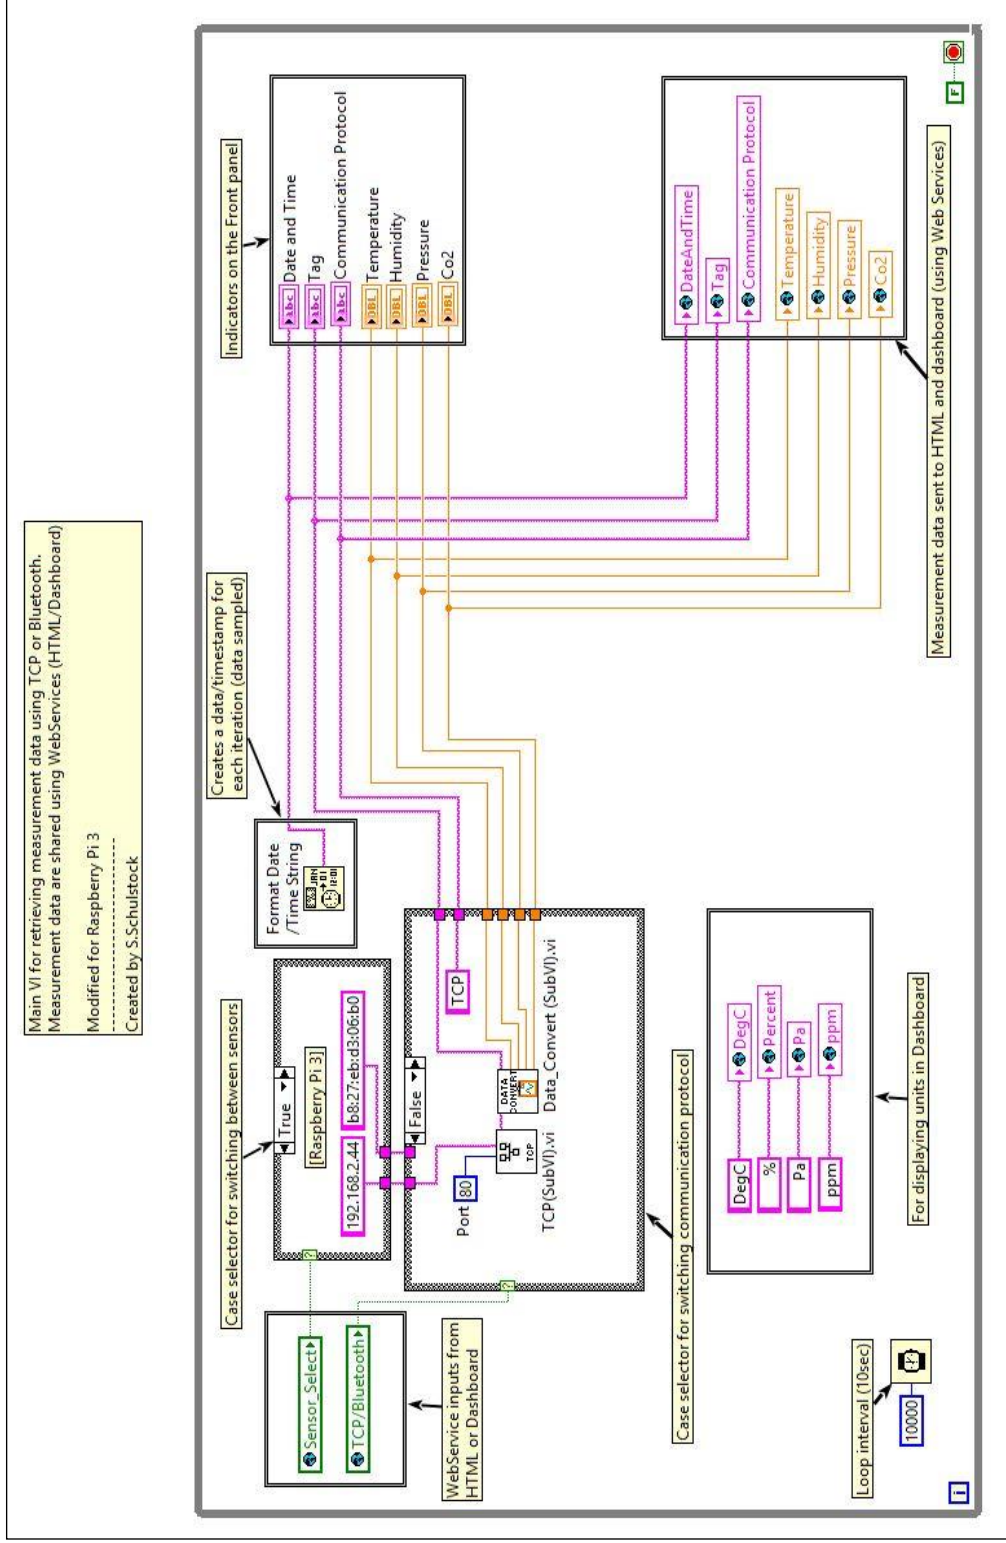 Main VI for retrieving measurement data using TCP or Bluetooth.
Measurement data are shared using WebServices (HTML/Dashboard)
Modified for Raspberry Pi 3
----------------------
Created by S.Schulstock
Case selector for switching between sensors
True
[Raspberry Pi 3]
192.168.2.44
b8:27:eb:d3:06:b0
Creates a data/timestamp for
each iteration (data sampled)
Format Date
/Time String
Indicators on the Front panel
abc Date and Time
abc Tag
abc Communication Protocol
DBL Temperature
DBL Humidity
DBL Pressure
DBL Co2
Sensor_Select
TCP/Bluetooth
WebService inputs from
HTML or Dashboard
False
Port 80
TCP
TCP(SubVI).vi
DATA
CONVERT
Data_Convert (SubVI).vi
TCP
Case selector for switching communication protocol
DateAndTime
Tag
Communication Protocol
Temperature
Humidity
Pressure
Co2
Measurement data sent to HTML and dashboard (using Web Services)
DegC DegC
% Percent
Pa Pa
ppm ppm
For displaying units in Dashboard
Loop interval (10sec)
10000
i
F